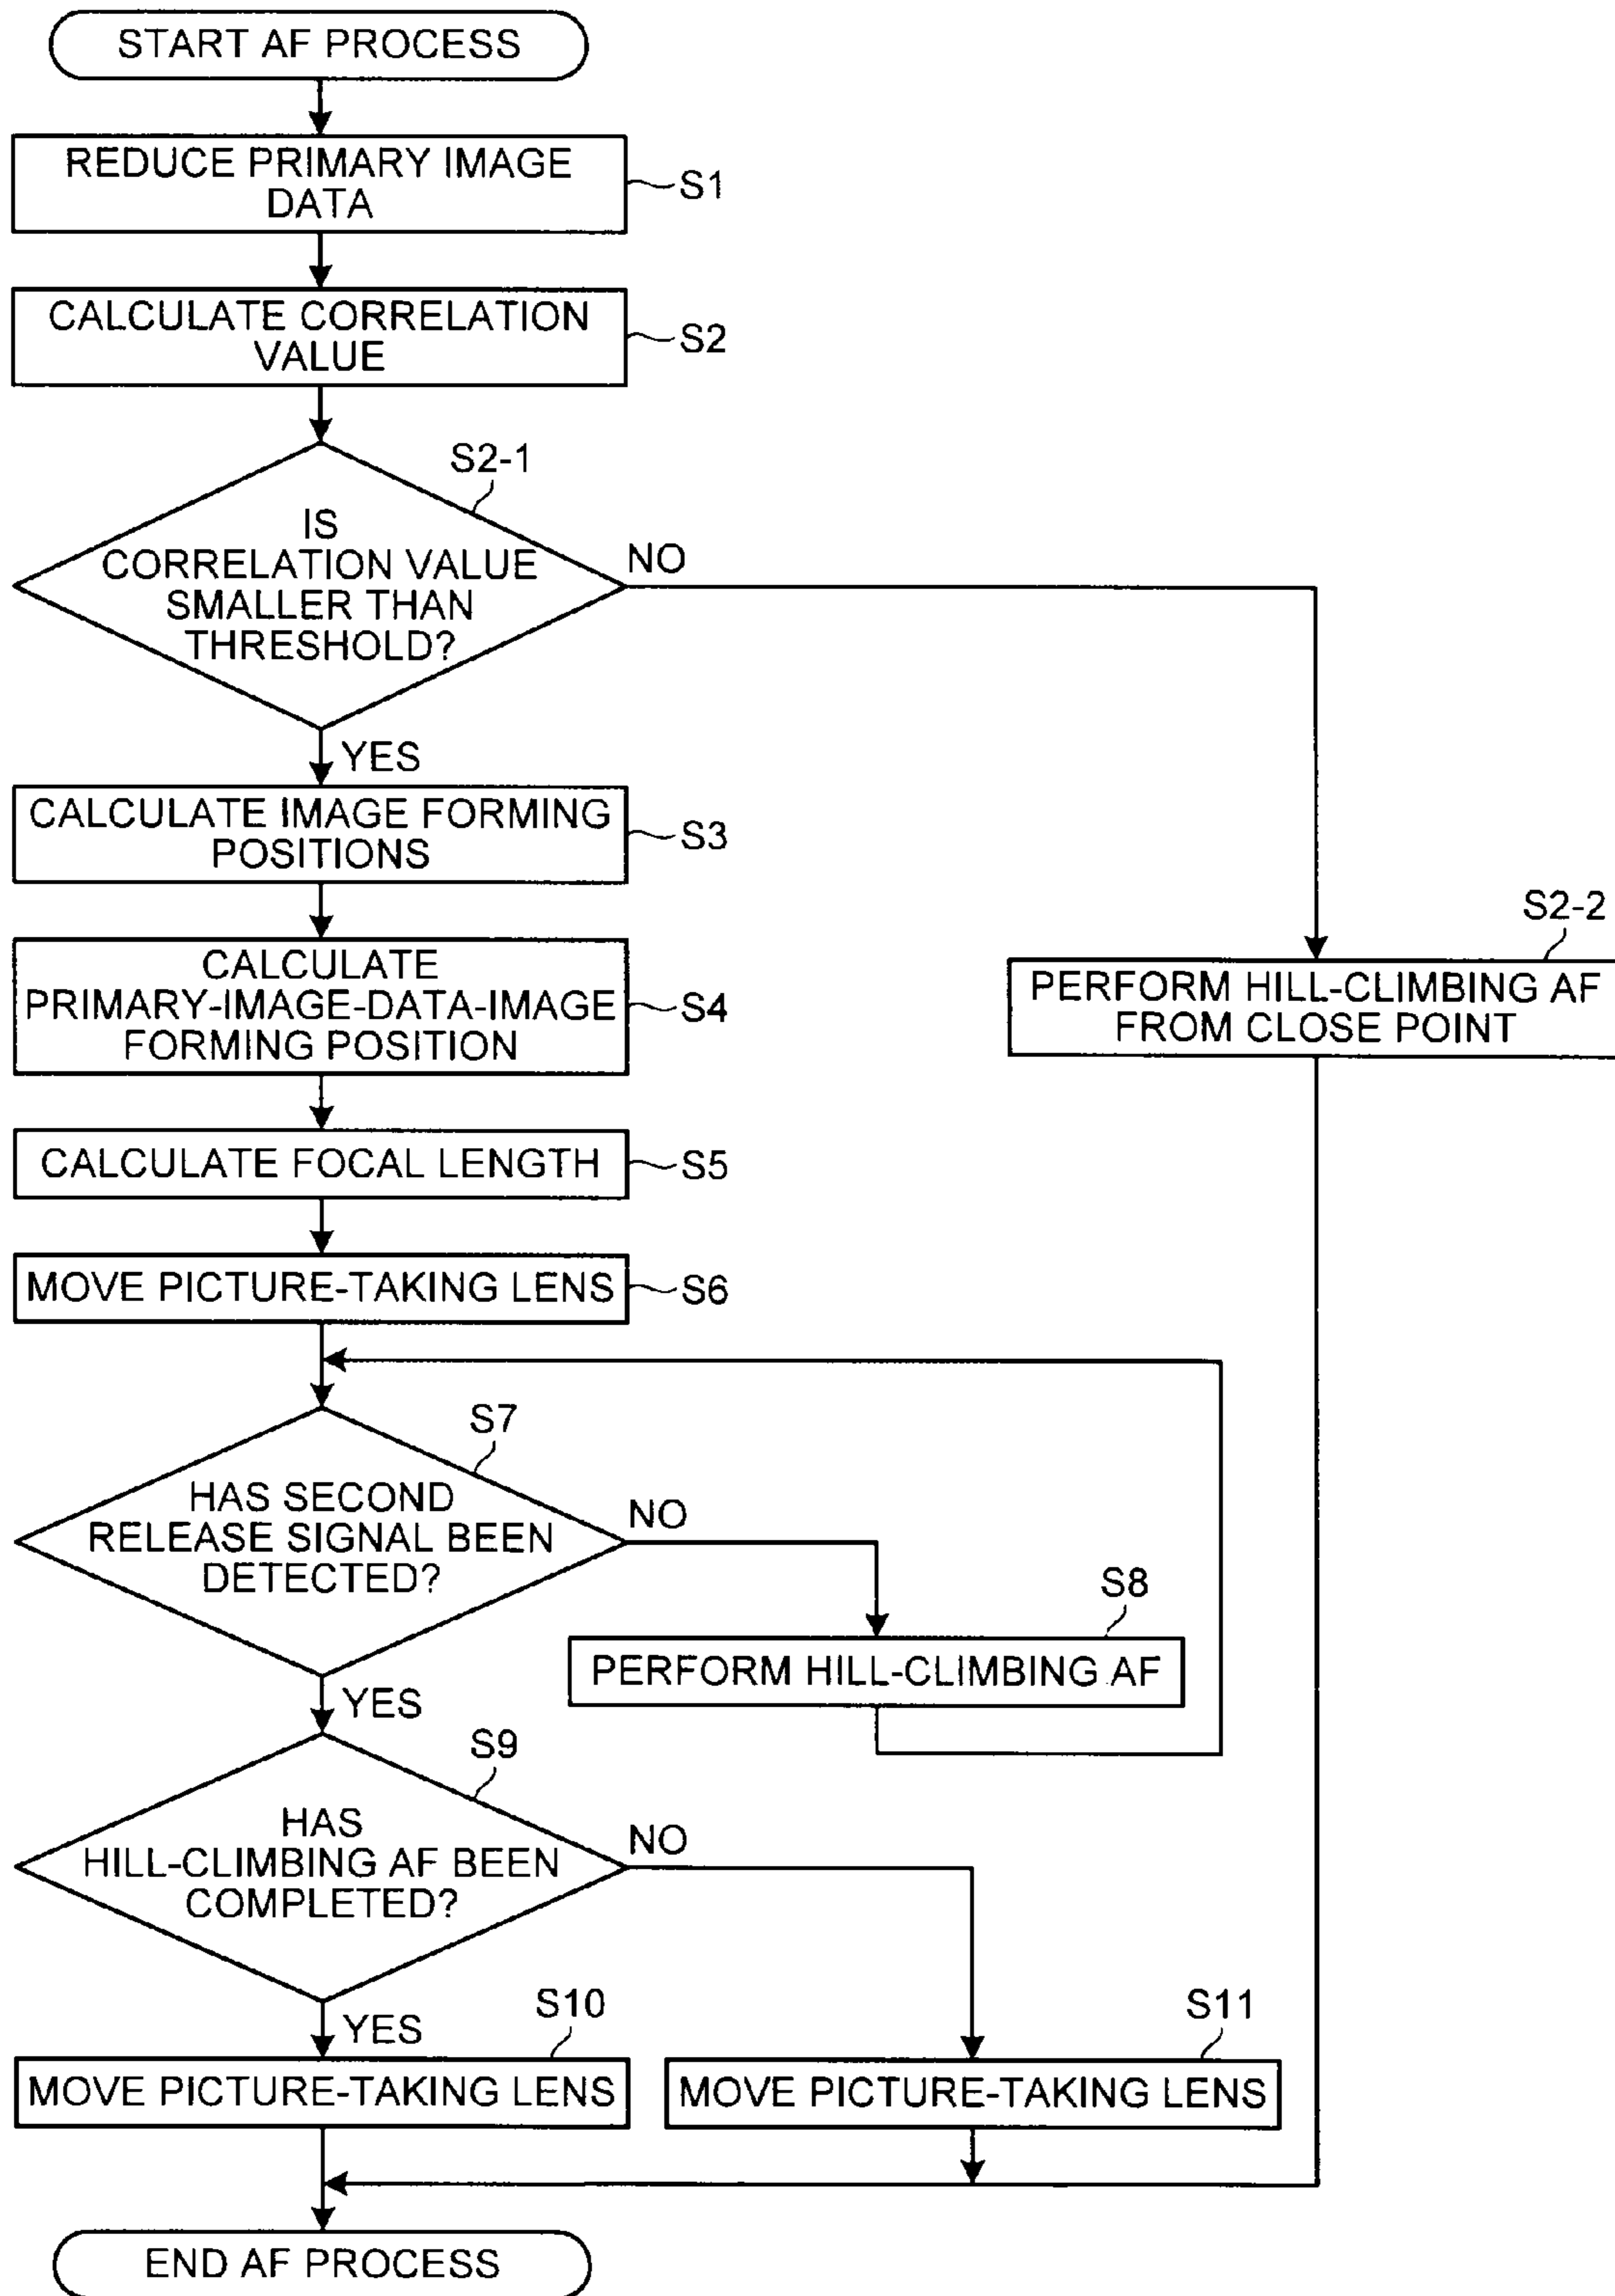 START AF PROCESS
REDUCE PRIMARY IMAGE
DATA
S1
CALCULATE CORRELATION
VALUE
S2
S2-1
IS
CORRELATION VALUE
SMALLER THAN
THRESHOLD?
NO
YES
CALCULATE IMAGE FORMING
POSITIONS
S3
S2-2
PERFORM HILL-CLIMBING AF
FROM CLOSE POINT
CALCULATE
PRIMARY-IMAGE-DATA-IMAGE
FORMING POSITION
S4
CALCULATE FOCAL LENGTH
S5
MOVE PICTURE-TAKING LENS
S6
S7
HAS SECOND
RELEASE SIGNAL BEEN
DETECTED?
NO
S8
PERFORM HILL-CLIMBING AF
YES
S9
HAS
HILL-CLIMBING AF BEEN
COMPLETED?
NO
YES
S10
MOVE PICTURE-TAKING LENS
S11
MOVE PICTURE-TAKING LENS
END AF PROCESS